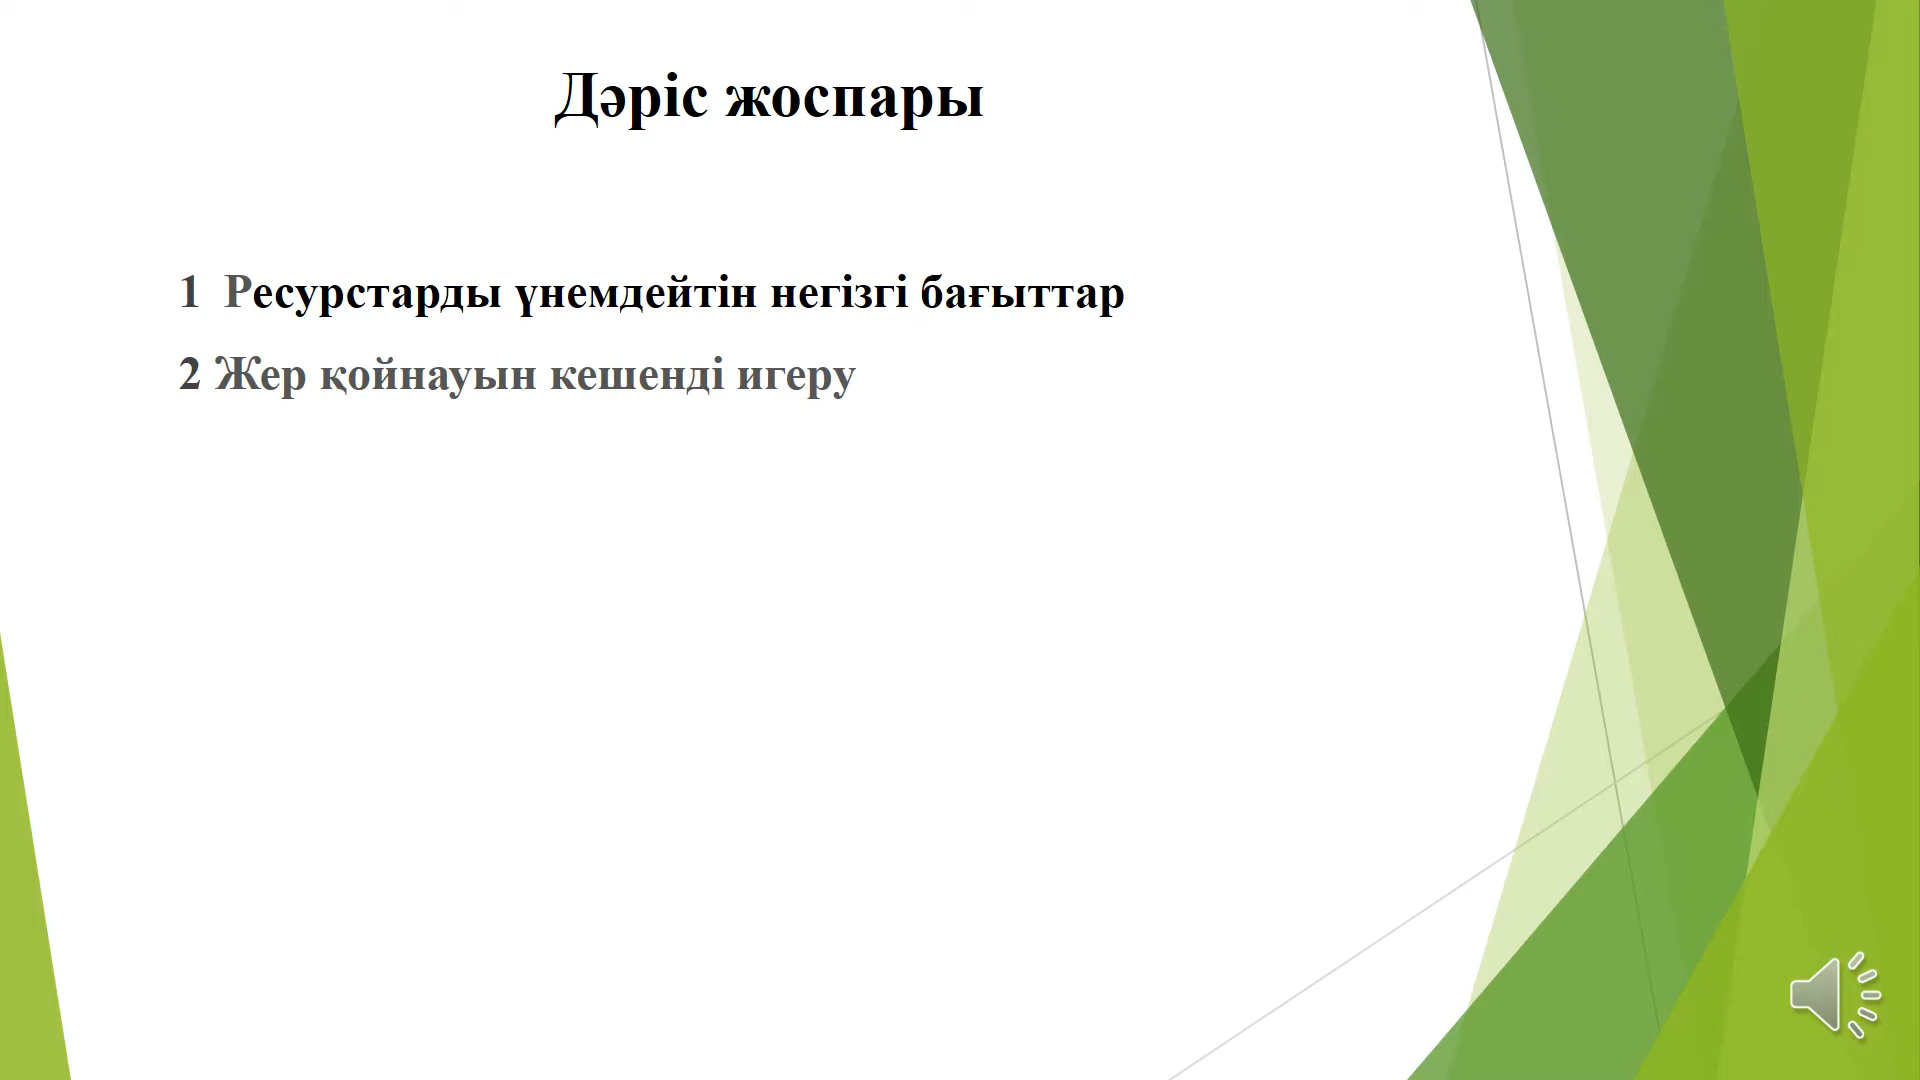 Дәріс жоспары
1 Ресурстарды үнемдейтін негізгі бағыттар
2 Жер қойнауын кешенді игеру